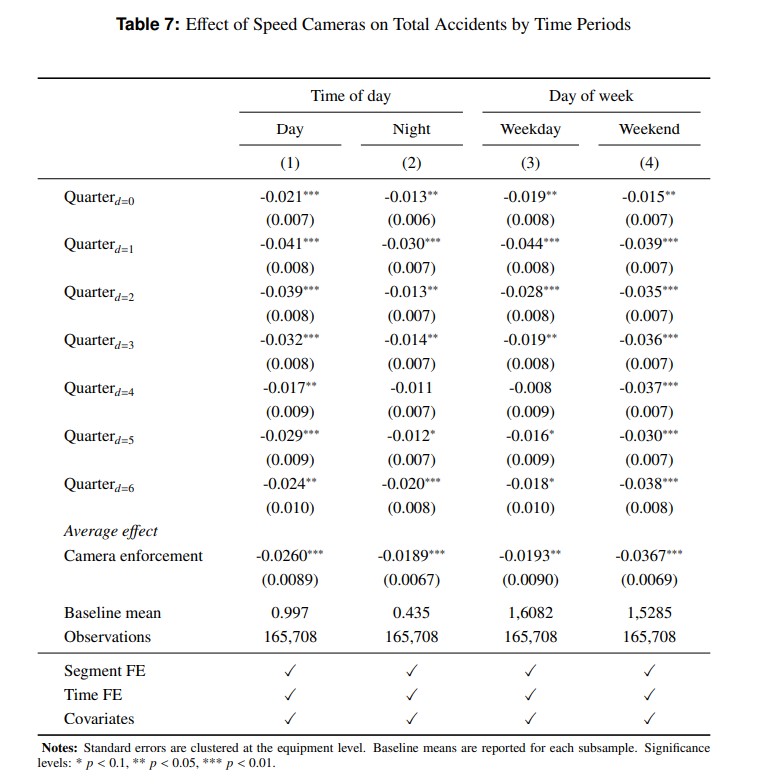 Table 7: Effect of Speed Cameras on Total Accidents by Time Periods
Time of day Day of week
Day Night Weekday Weekend
(1) (2) (3) (4)
Quarter_{d=0} -0.021*** -0.013** -0.019** -0.015**
(0.007) (0.006) (0.008) (0.007)
Quarter_{d=1} -0.041*** -0.030*** -0.044*** -0.039***
(0.008) (0.007) (0.008) (0.007)
Quarter_{d=2} -0.039*** -0.013** -0.028*** -0.035***
(0.008) (0.007) (0.008) (0.007)
Quarter_{d=3} -0.032*** -0.014** -0.019** -0.036***
(0.008) (0.007) (0.008) (0.007)
Quarter_{d=4} -0.017** -0.011 -0.008 -0.037***
(0.009) (0.007) (0.009) (0.007)
Quarter_{d=5} -0.029*** -0.012* -0.016* -0.030***
(0.009) (0.007) (0.009) (0.007)
Quarter_{d=6} -0.024** -0.020*** -0.018* -0.038***
(0.010) (0.008) (0.010) (0.008)
Average effect
Camera enforcement -0.0260*** -0.0189*** -0.0193** -0.0367***
(0.0089) (0.0067) (0.0090) (0.0069)
Baseline mean 0.997 0.435 1,6082 1,5285
Observations 165,708 165,708 165,708 165,708
Segment FE ✓ ✓ ✓ ✓
Time FE ✓ ✓ ✓ ✓
Covariates ✓ ✓ ✓ ✓
Notes: Standard errors are clustered at the equipment level. Baseline means are reported for each subsample. Significance
levels: * p < 0.1, ** p < 0.05, *** p < 0.01.